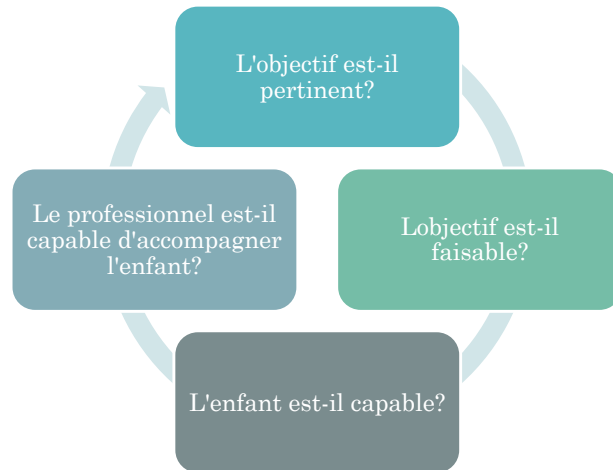 L'objectif est-il
pertinent?
Lobjectif est-il
faisable?
L'enfant est-il capable?
Le professionnel est-il
capable d'accompagner
l'enfant?